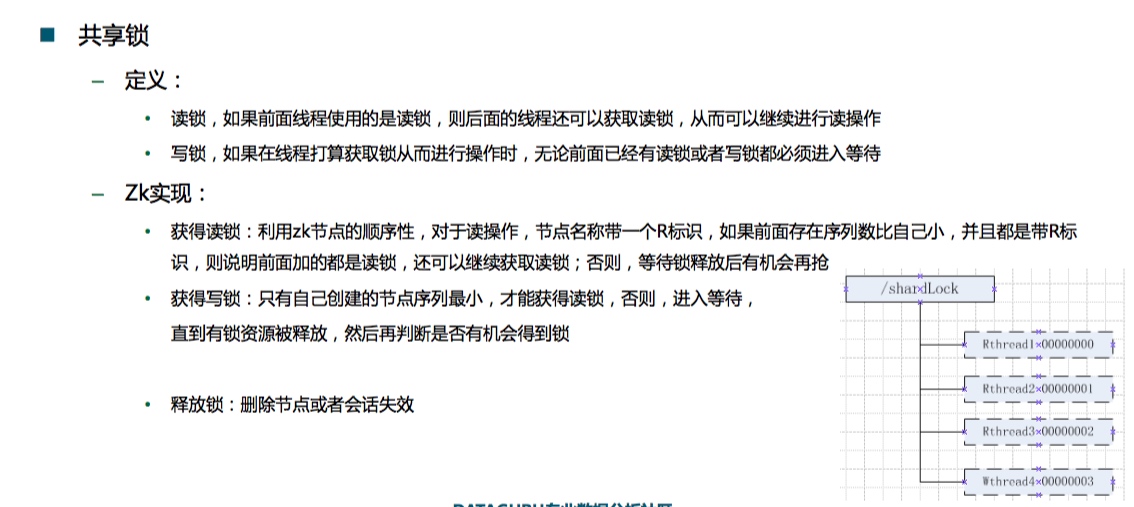 共享锁
– 定义：
• 读锁，如果前面线程使用的是读锁，则后面的线程还可以获取读锁，从而可以继续进行读操作
• 写锁，如果在线程打算获取锁从而进行操作时，无论前面已经有读锁或者写锁都必须进入等待
– Zk实现：
• 获得读锁：利用zk节点的顺序性，对于读操作，节点名称带一个R标识，如果前面存在序列数比自己小，并且都是带R标
识，则说明前面加的都是读锁，还可以继续获取读锁；否则，等待锁释放后有机会再抢
• 获得写锁：只有自己创建的节点序列最小，才能获得读锁，否则，进入等待，
直到有锁资源被释放，然后再判断是否有机会得到锁
• 释放锁：删除节点或者会话失效
/shardLock
Rthread1-00000000
Rthread2-00000001
Rthread3-00000002
Wthread4-00000003